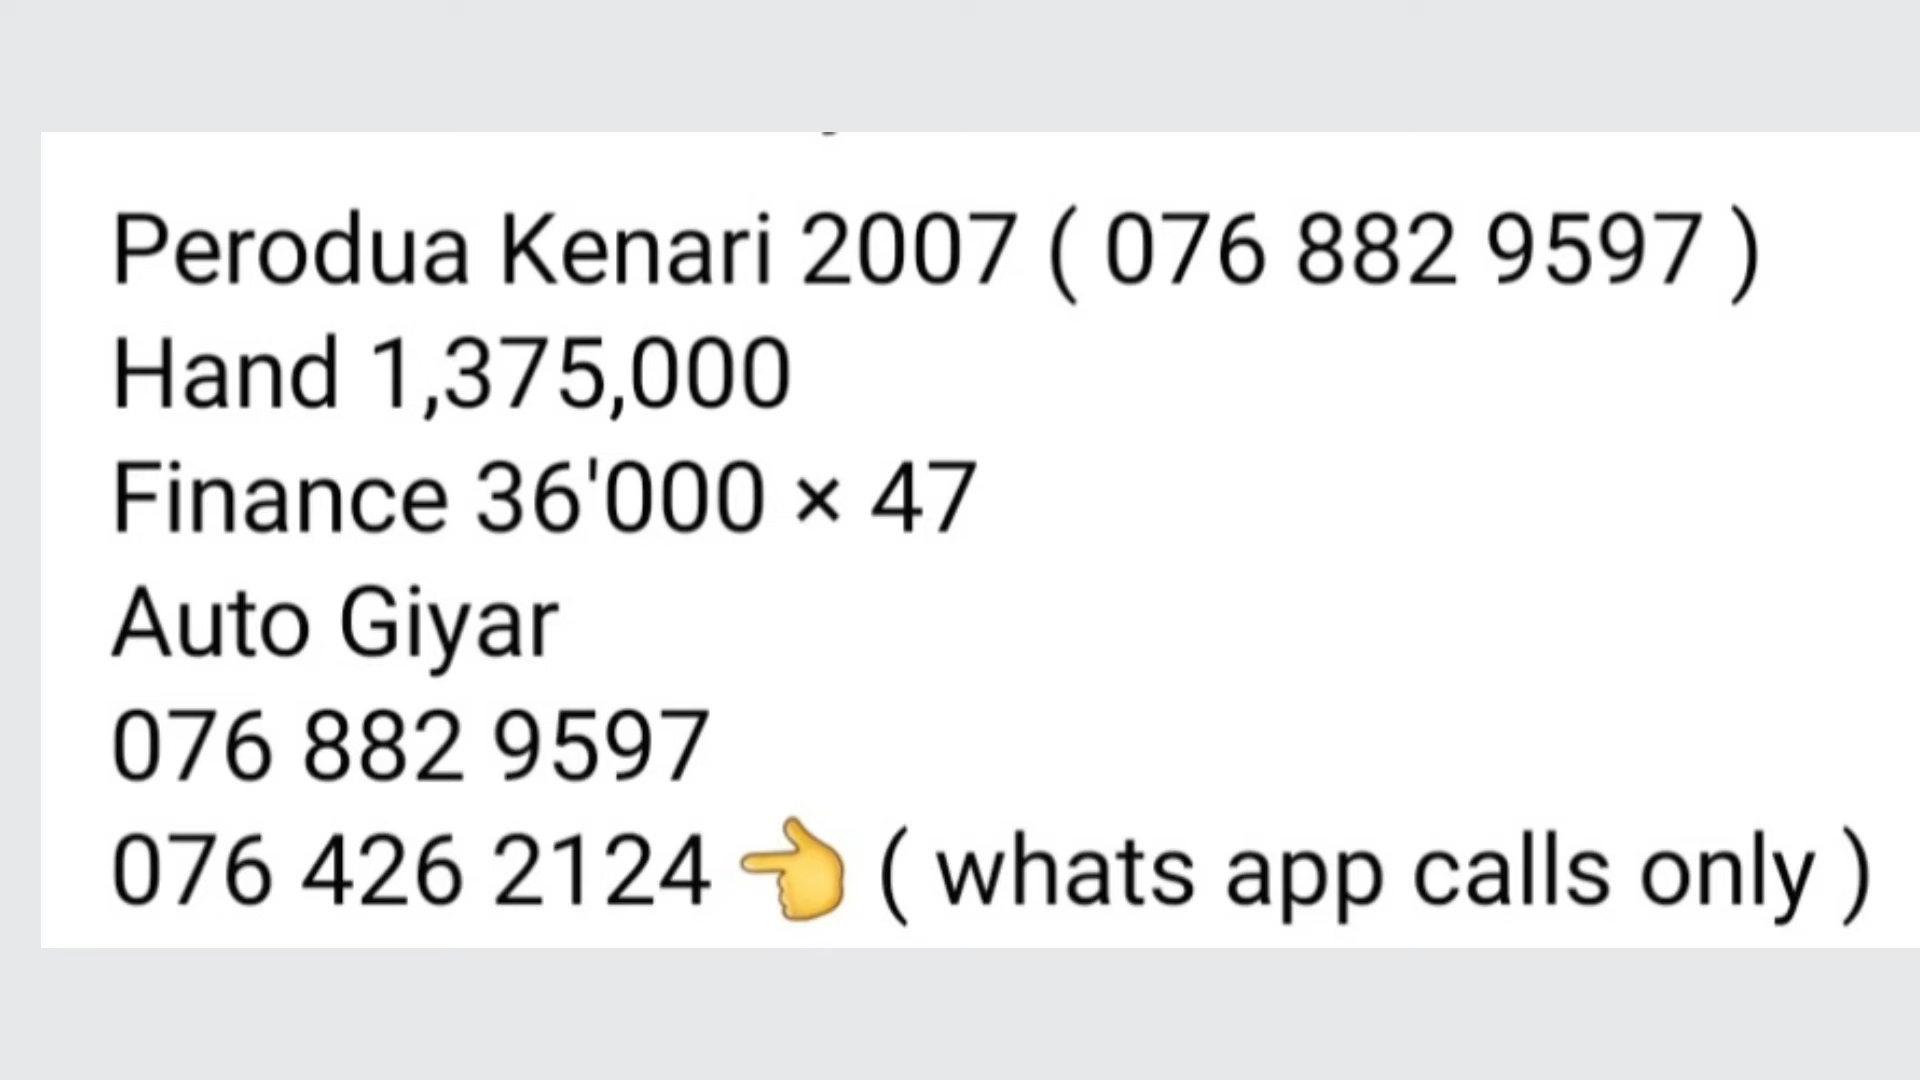 Perodua Kenari 2007 ( 076 882 9597 )
Hand 1,375,000
Finance 36'000 × 47
Auto Giyar
076 882 9597
076 426 2124 👈 ( whats app calls only )